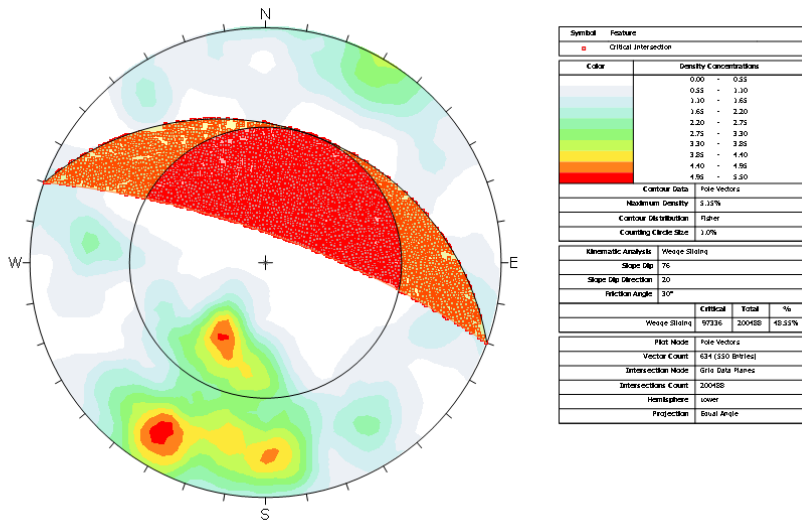 N
W
E
S
Symbol Feature
Critical Intersection
Color Density Concentrations
0.00 - 0.55
0.55 - 1.10
1.10 - 1.65
1.65 - 2.20
2.20 - 2.75
2.75 - 3.30
3.30 - 3.85
3.85 - 4.40
4.40 - 4.95
4.95 - 5.50
Contour Data Pole Vectors
Maximum Density 5.15%
Contour Distribution Fisher
Counting Circle Size 1.0%
Kinematic Analysis Wedge Sliding
Slope Dip 76
Slope Dip Direction 20
Friction Angle 30°
Critical Total %
Wedge Sliding 97336 200488 48.55%
Plot Mode Pole Vectors
Vector Count 634 (550 Entries)
Intersection Mode Grid Data Planes
Intersections Count 200488
Hemisphere Lower
Projection Equal Angle